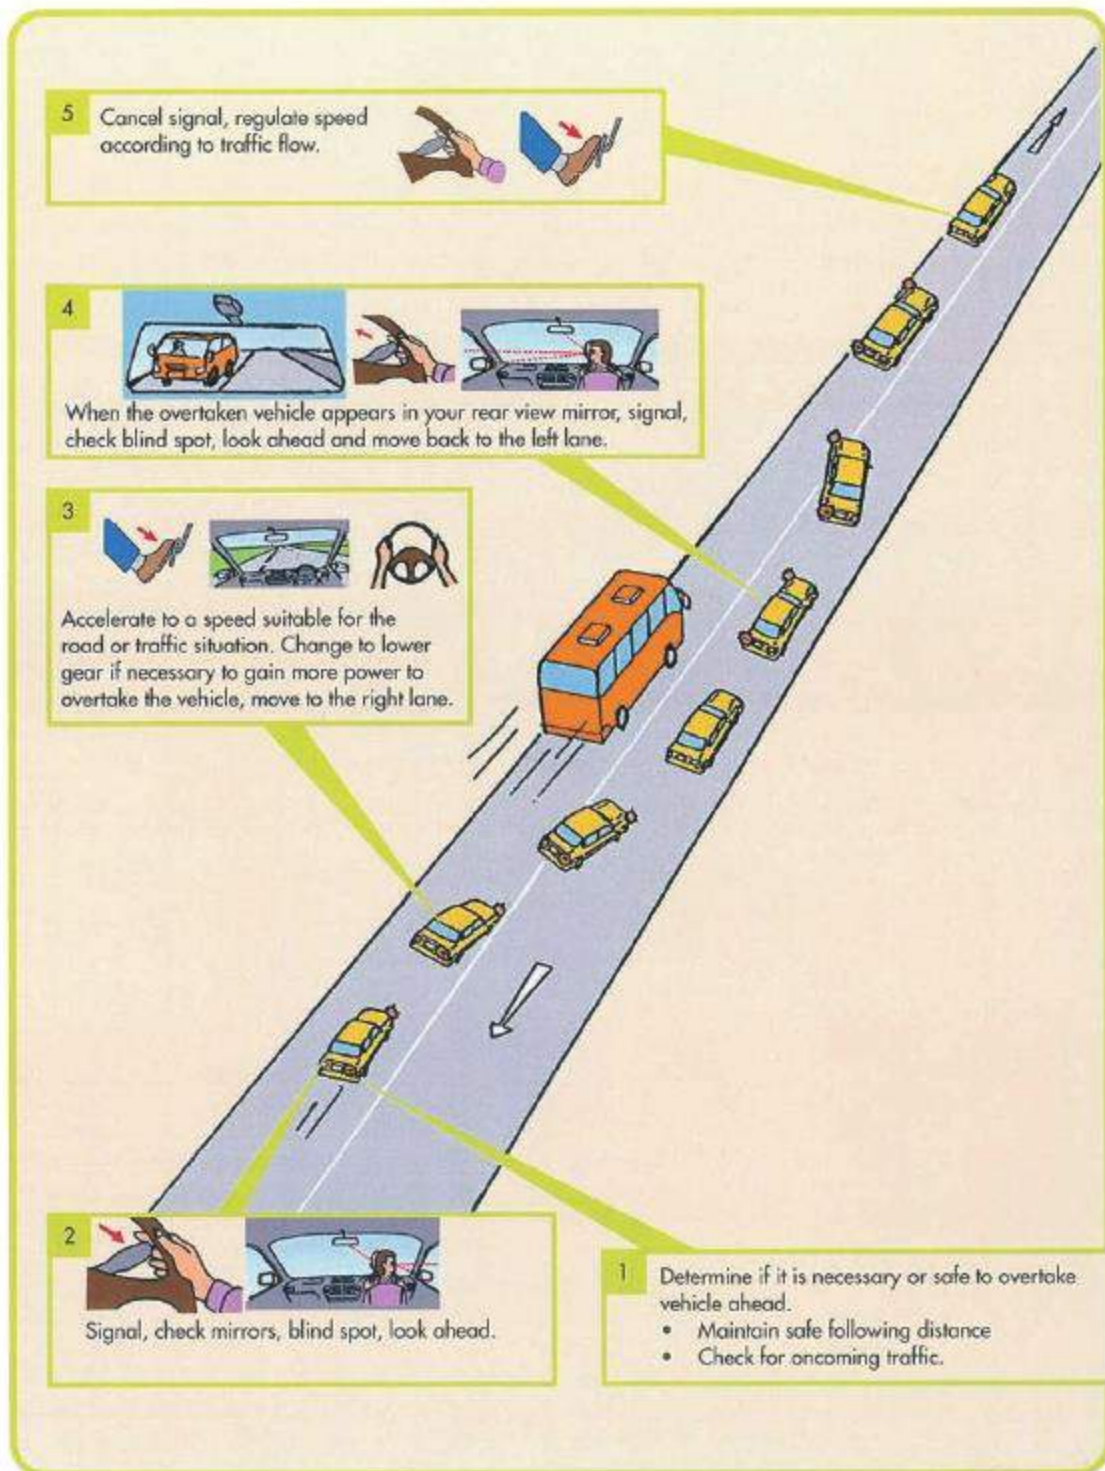 5
Cancel signal, regulate speed
according to traffic flow.
4
When the overtaken vehicle appears in your rear view mirror, signal,
check blind spot, look ahead and move back to the left lane.
3
Accelerate to a speed suitable for the
road or traffic situation. Change to lower
gear if necessary to gain more power to
overtake the vehicle, move to the right lane.
2
Signal, check mirrors, blind spot, look ahead.
1
Determine if it is necessary or safe to overtake
vehicle ahead.
• Maintain safe following distance
• Check for oncoming traffic.